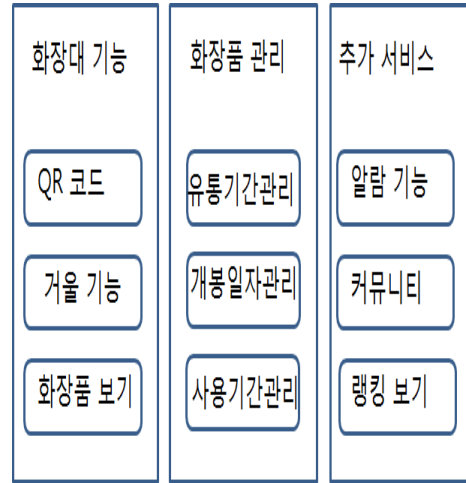 화장대 기능
QR 코드
거울 기능
화장품 보기
화장품 관리
유통기간관리
개봉일자관리
사용기간관리
추가 서비스
알람 기능
커뮤니티
랭킹 보기